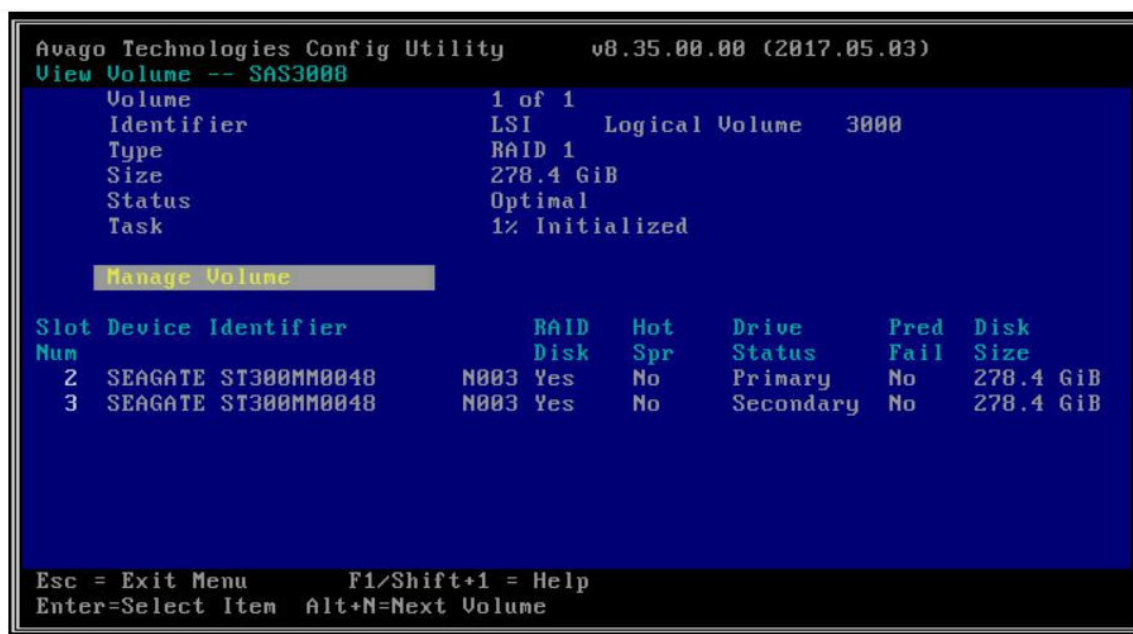 Avago Technologies Config Utility v8.35.00.00 (2017.05.03)
View Volume -- SAS3008
Volume 1 of 1
Identifier LSI Logical Volume 3000
Type RAID 1
Size 278.4 GiB
Status Optimal
Task 1% Initialized
Manage Volume
Slot Device Identifier RAID Hot Drive Pred Disk
Num Disk Spr Status Fail Size
2 SEAGATE ST300MM0048 N003 Yes No Primary No 278.4 GiB
3 SEAGATE ST300MM0048 N003 Yes No Secondary No 278.4 GiB
Esc = Exit Menu F1/Shift+1 = Help
Enter=Select Item Alt+N=Next Volume